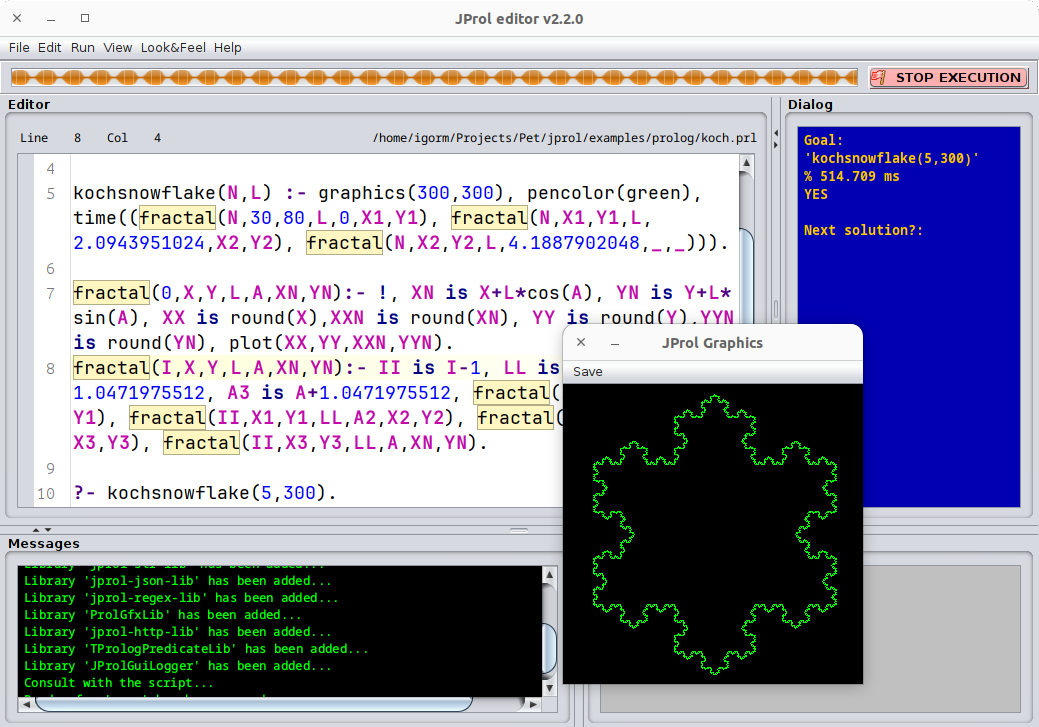 JProl editor v2.2.0
File Edit Run View Look&Feel Help
STOP EXECUTION
Editor
Line 8 Col 4 /home/igorm/Projects/Pet/jprol/examples/prolog/koch.prl
4
5 kochsnowflake(N,L) :- graphics(300,300), pencolor(green),
time((fractal(N,30,80,L,0,X1,Y1), fractal(N,X1,Y1,L,
2.0943951024,X2,Y2), fractal(N,X2,Y2,L,4.1887902048,_,_))).
6
7 fractal(0,X,Y,L,A,XN,YN):- !, XN is X+L*cos(A), YN is Y+L*
sin(A), XX is round(X),XXN is round(XN), YY is round(Y),YYN
is round(YN), plot(XX,YY,XXN,YYN).
8 fractal(I,X,Y,L,A,XN,YN):- II is I-1, LL is
1.0471975512, A3 is A+1.0471975512, fractal(
Y1), fractal(II,X1,Y1,LL,A2,X2,Y2), fractal(
X3,Y3), fractal(II,X3,Y3,LL,A,XN,YN).
9
10 ?- kochsnowflake(5,300).
Dialog
Goal:
'kochsnowflake(5,300)'
% 514.709 ms
YES
Next solution?:
JProl Graphics
Save
Messages
Library 'jprol-json-lib' has been added...
Library 'jprol-regex-lib' has been added...
Library 'ProlGfxLib' has been added...
Library 'jprol-http-lib' has been added...
Library 'TPrologPredicateLib' has been added...
Library 'JProlGuiLogger' has been added...
Consult with the script...